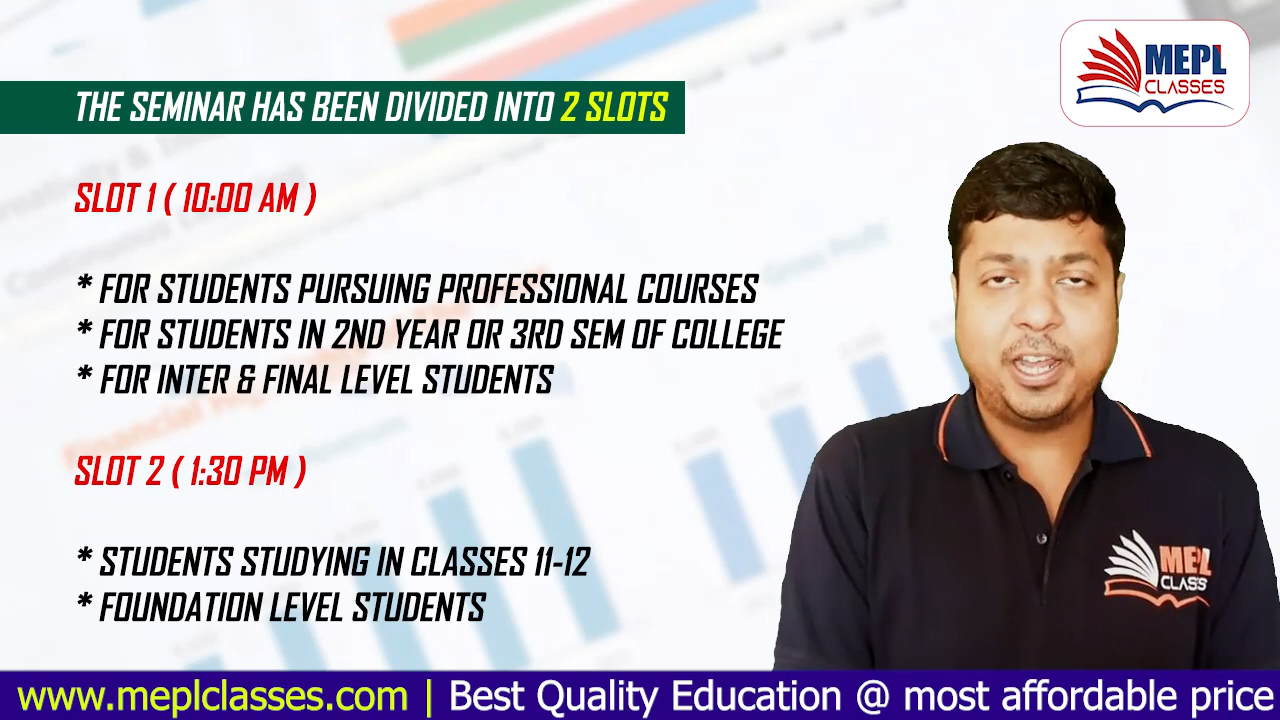 MEPL
CLASSES
THE SEMINAR HAS BEEN DIVIDED INTO 2 SLOTS
SLOT 1 ( 10:00 AM )
* FOR STUDENTS PURSUING PROFESSIONAL COURSES
* FOR STUDENTS IN 2ND YEAR OR 3RD SEM OF COLLEGE
* FOR INTER & FINAL LEVEL STUDENTS
SLOT 2 ( 1:30 PM )
* STUDENTS STUDYING IN CLASSES 11-12
* FOUNDATION LEVEL STUDENTS
MEPL
CLASSES
www.meplclasses.com | Best Quality Education @ most affordable price